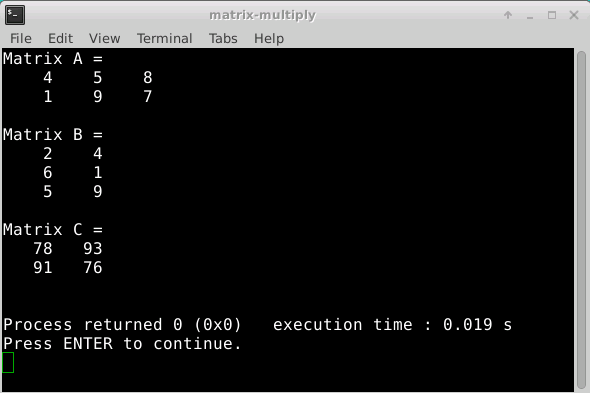 matrix-multiply
File Edit View Terminal Tabs Help
Matrix A =
4 5 8
1 9 7
Matrix B =
2 4
6 1
5 9
Matrix C =
78 93
91 76
Process returned 0 (0x0) execution time : 0.019 s
Press ENTER to continue.